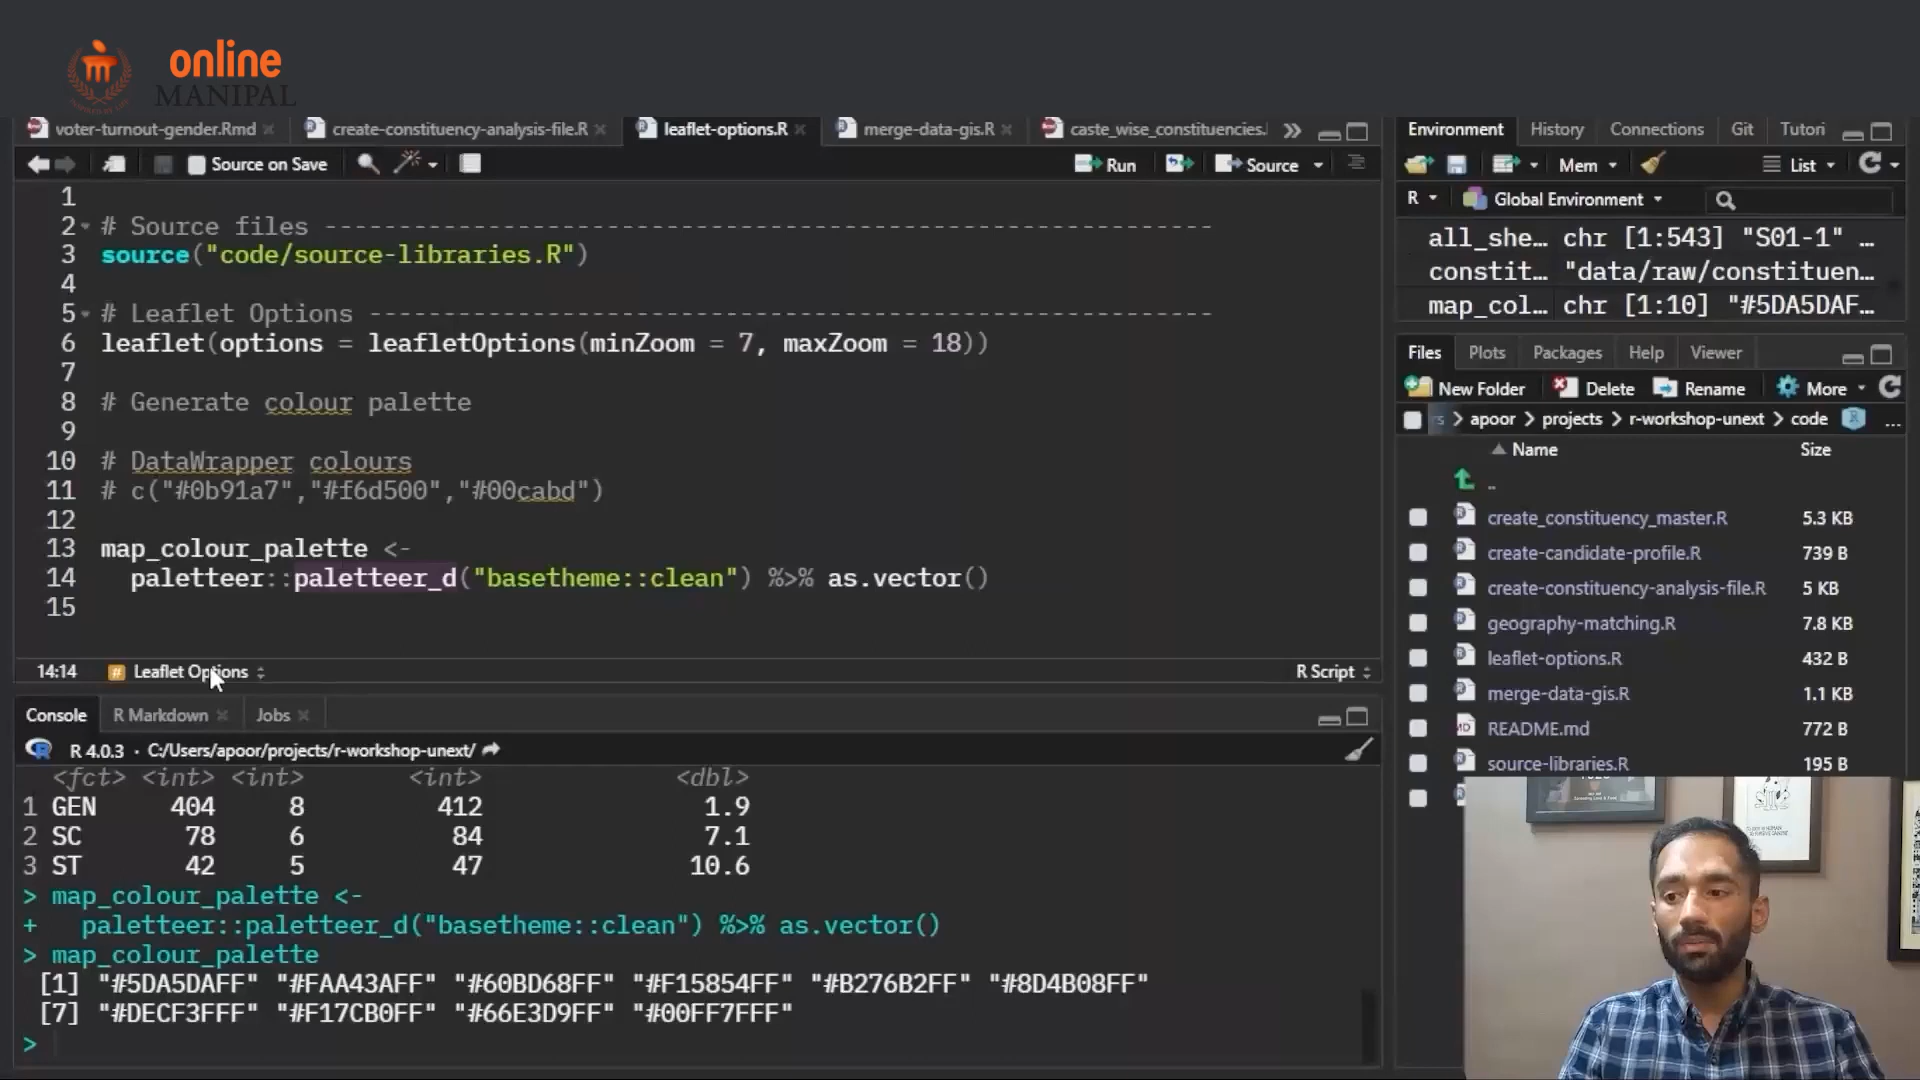 online
MANIPAL
voter-turnout-gender.Rmd
create-constituency-analysis-file.R
leaflet-options.R
merge-data-gis.R
caste_wise_constituencies.
Source on Save
Run
Source
1
2 # Source files
3 source("code/source-libraries.R")
4
5 # Leaflet Options
6 leaflet(options = leafletOptions(minZoom = 7, maxZoom = 18))
7
8 # Generate colour palette
9
10 # DataWrapper colours
11 # c("#0b91a7","#f6d500","#00cabd")
12
13 map_colour_palette <-
14 paletteer::paletteer_d("basetheme::clean") %>% as.vector()
15
14:14 # Leaflet Options R Script
Console R Markdown Jobs
R 4.0.3 · C:/Users/apoor/projects/r-workshop-unext/
<fct> <int> <int> <int> <dbl>
1 GEN 404 8 412 1.9
2 SC 78 6 84 7.1
3 ST 42 5 47 10.6
> map_colour_palette <-
+ paletteer::paletteer_d("basetheme::clean") %>% as.vector()
> map_colour_palette
[1] "#5DA5DAFF" "#FAA43AFF" "#60BD68FF" "#F15854FF" "#B276B2FF" "#8D4B08FF"
[7] "#DECF3FFF" "#F17CB0FF" "#66E3D9FF" "#00FF7FFF"
>
Environment History Connections Git Tutori
Mem List
R Global Environment
all_she… chr [1:543] "S01-1" …
constit… "data/raw/constituen…
map_col… chr [1:10] "#5DA5DAF…
Files Plots Packages Help Viewer
New Folder Delete Rename More
rs > apoor > projects > r-workshop-unext > code ...
Name Size
..
create_constituency_master.R 5.3 KB
create-candidate-profile.R 739 B
create-constituency-analysis-file.R 5 KB
geography-matching.R 7.8 KB
leaflet-options.R 432 B
merge-data-gis.R 1.1 KB
README.md 772 B
source-libraries.R 195 B